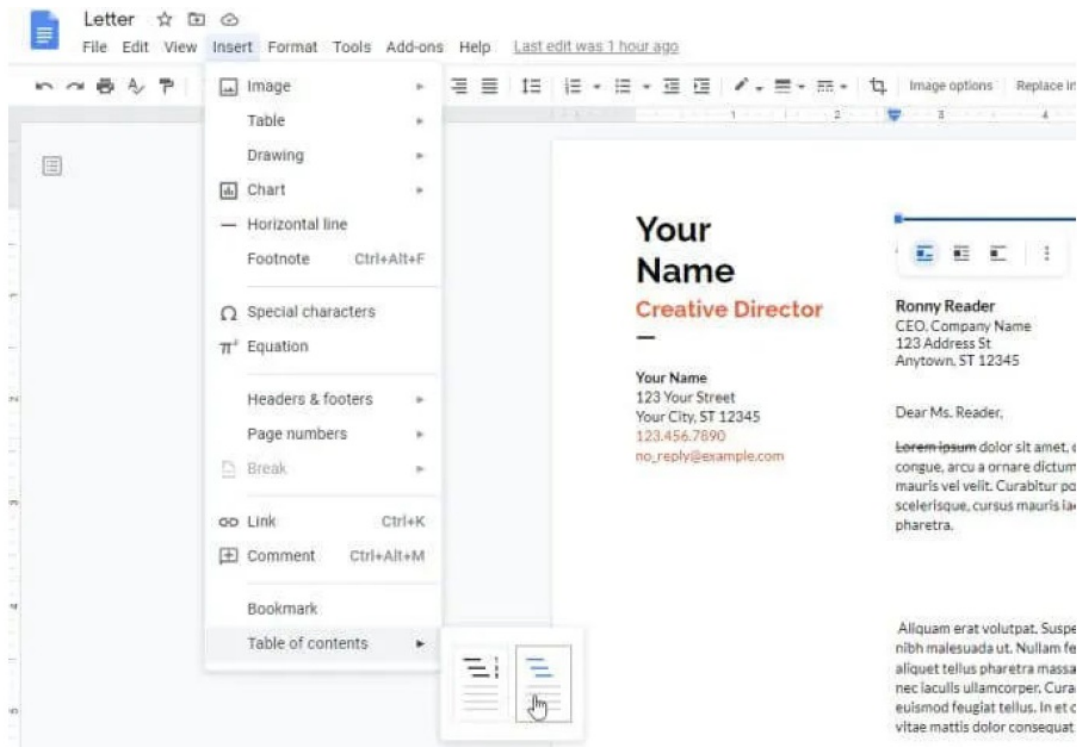 Letter
File Edit View Insert Format Tools Add-ons Help Last edit was 1 hour ago
Image options Replace
1 2 3 4
Image
Table
Drawing
Chart
Horizontal line
Footnote Ctrl+Alt+F
Special characters
Equation
Headers & footers
Page numbers
Break
Link Ctrl+K
Comment Ctrl+Alt+M
Bookmark
Table of contents
Your
Name
Creative Director
Your Name
123 Your Street
Your City, ST 12345
123.456.7890
no_reply@example.com
Ronny Reader
CEO, Company Name
123 Address St
Anytown, ST 12345
Dear Ms. Reader,
Lorem ipsum dolor sit amet,
congue, arcu a ornare dictum
mauris vel velit. Curabitur
scelerisque, cursus mauris
pharetra.
Aliquam erat volutpat.
nibh malesuada ut. Nullam
aliquet tellus pharetra massa
nec iaculis ullamcorper.
euismod feugiat tellus. In et
vitae mattis dolor consequat